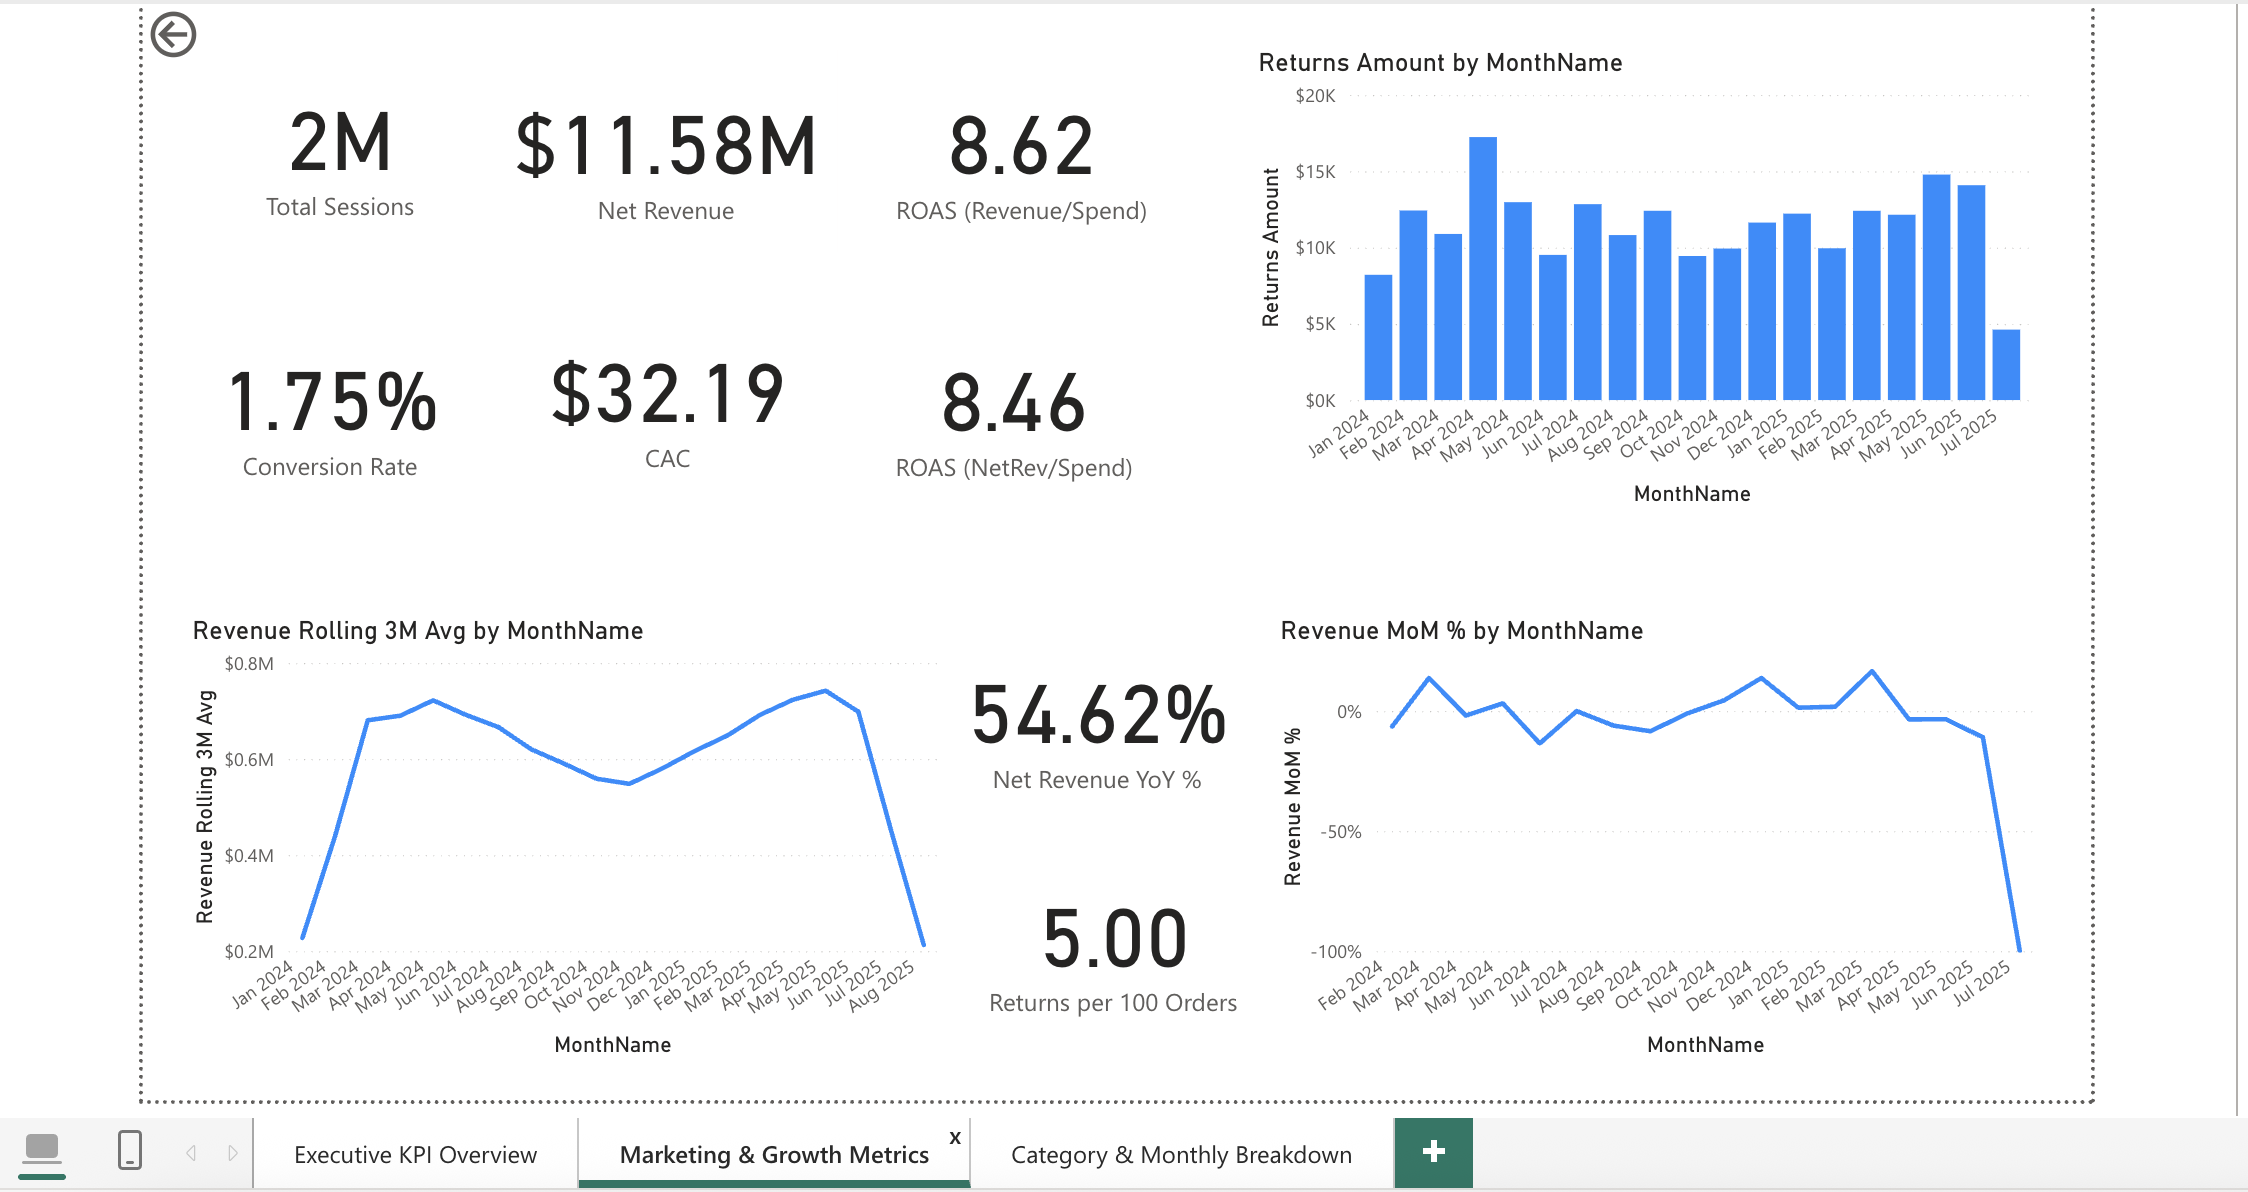 2M
Total Sessions
$11.58M
Net Revenue
8.62
ROAS (Revenue/Spend)
1.75%
Conversion Rate
$32.19
CAC
8.46
ROAS (NetRev/Spend)
Returns Amount by MonthName
Returns Amount
$20K
$15K
$10K
$5K
$0K
Jan 2024
Feb 2024
Mar 2024
Apr 2024
May 2024
Jun 2024
Jul 2024
Aug 2024
Sep 2024
Oct 2024
Nov 2024
Dec 2024
Jan 2025
Feb 2025
Mar 2025
Apr 2025
May 2025
Jun 2025
Jul 2025
MonthName
Revenue Rolling 3M Avg by MonthName
Revenue Rolling 3M Avg
$0.8M
$0.6M
$0.4M
$0.2M
Jan 2024
Feb 2024
Mar 2024
Apr 2024
May 2024
Jun 2024
Jul 2024
Aug 2024
Sep 2024
Oct 2024
Nov 2024
Dec 2024
Jan 2025
Feb 2025
Mar 2025
Apr 2025
May 2025
Jun 2025
Jul 2025
Aug 2025
MonthName
54.62%
Net Revenue YoY %
5.00
Returns per 100 Orders
Revenue MoM % by MonthName
Revenue MoM %
0%
-50%
-100%
Feb 2024
Mar 2024
Apr 2024
May 2024
Jun 2024
Jul 2024
Aug 2024
Sep 2024
Oct 2024
Nov 2024
Dec 2024
Jan 2025
Feb 2025
Mar 2025
Apr 2025
May 2025
Jun 2025
Jul 2025
MonthName
Executive KPI Overview
Marketing & Growth Metrics
x
Category & Monthly Breakdown
+